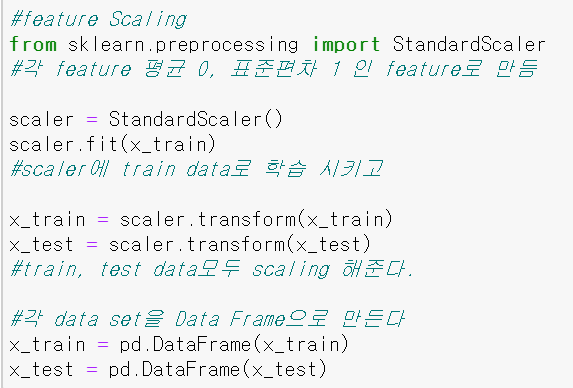 #feature Scaling
from sklearn.preprocessing import StandardScaler
#각 feature 평균 0, 표준편차 1 인 feature로 만듬
scaler = StandardScaler()
scaler.fit(x_train)
#scaler에 train data로 학습 시키고
x_train = scaler.transform(x_train)
x_test = scaler.transform(x_test)
#train, test data모두 scaling 해준다.
#각 data set을 Data Frame으로 만든다
x_train = pd.DataFrame(x_train)
x_test = pd.DataFrame(x_test)